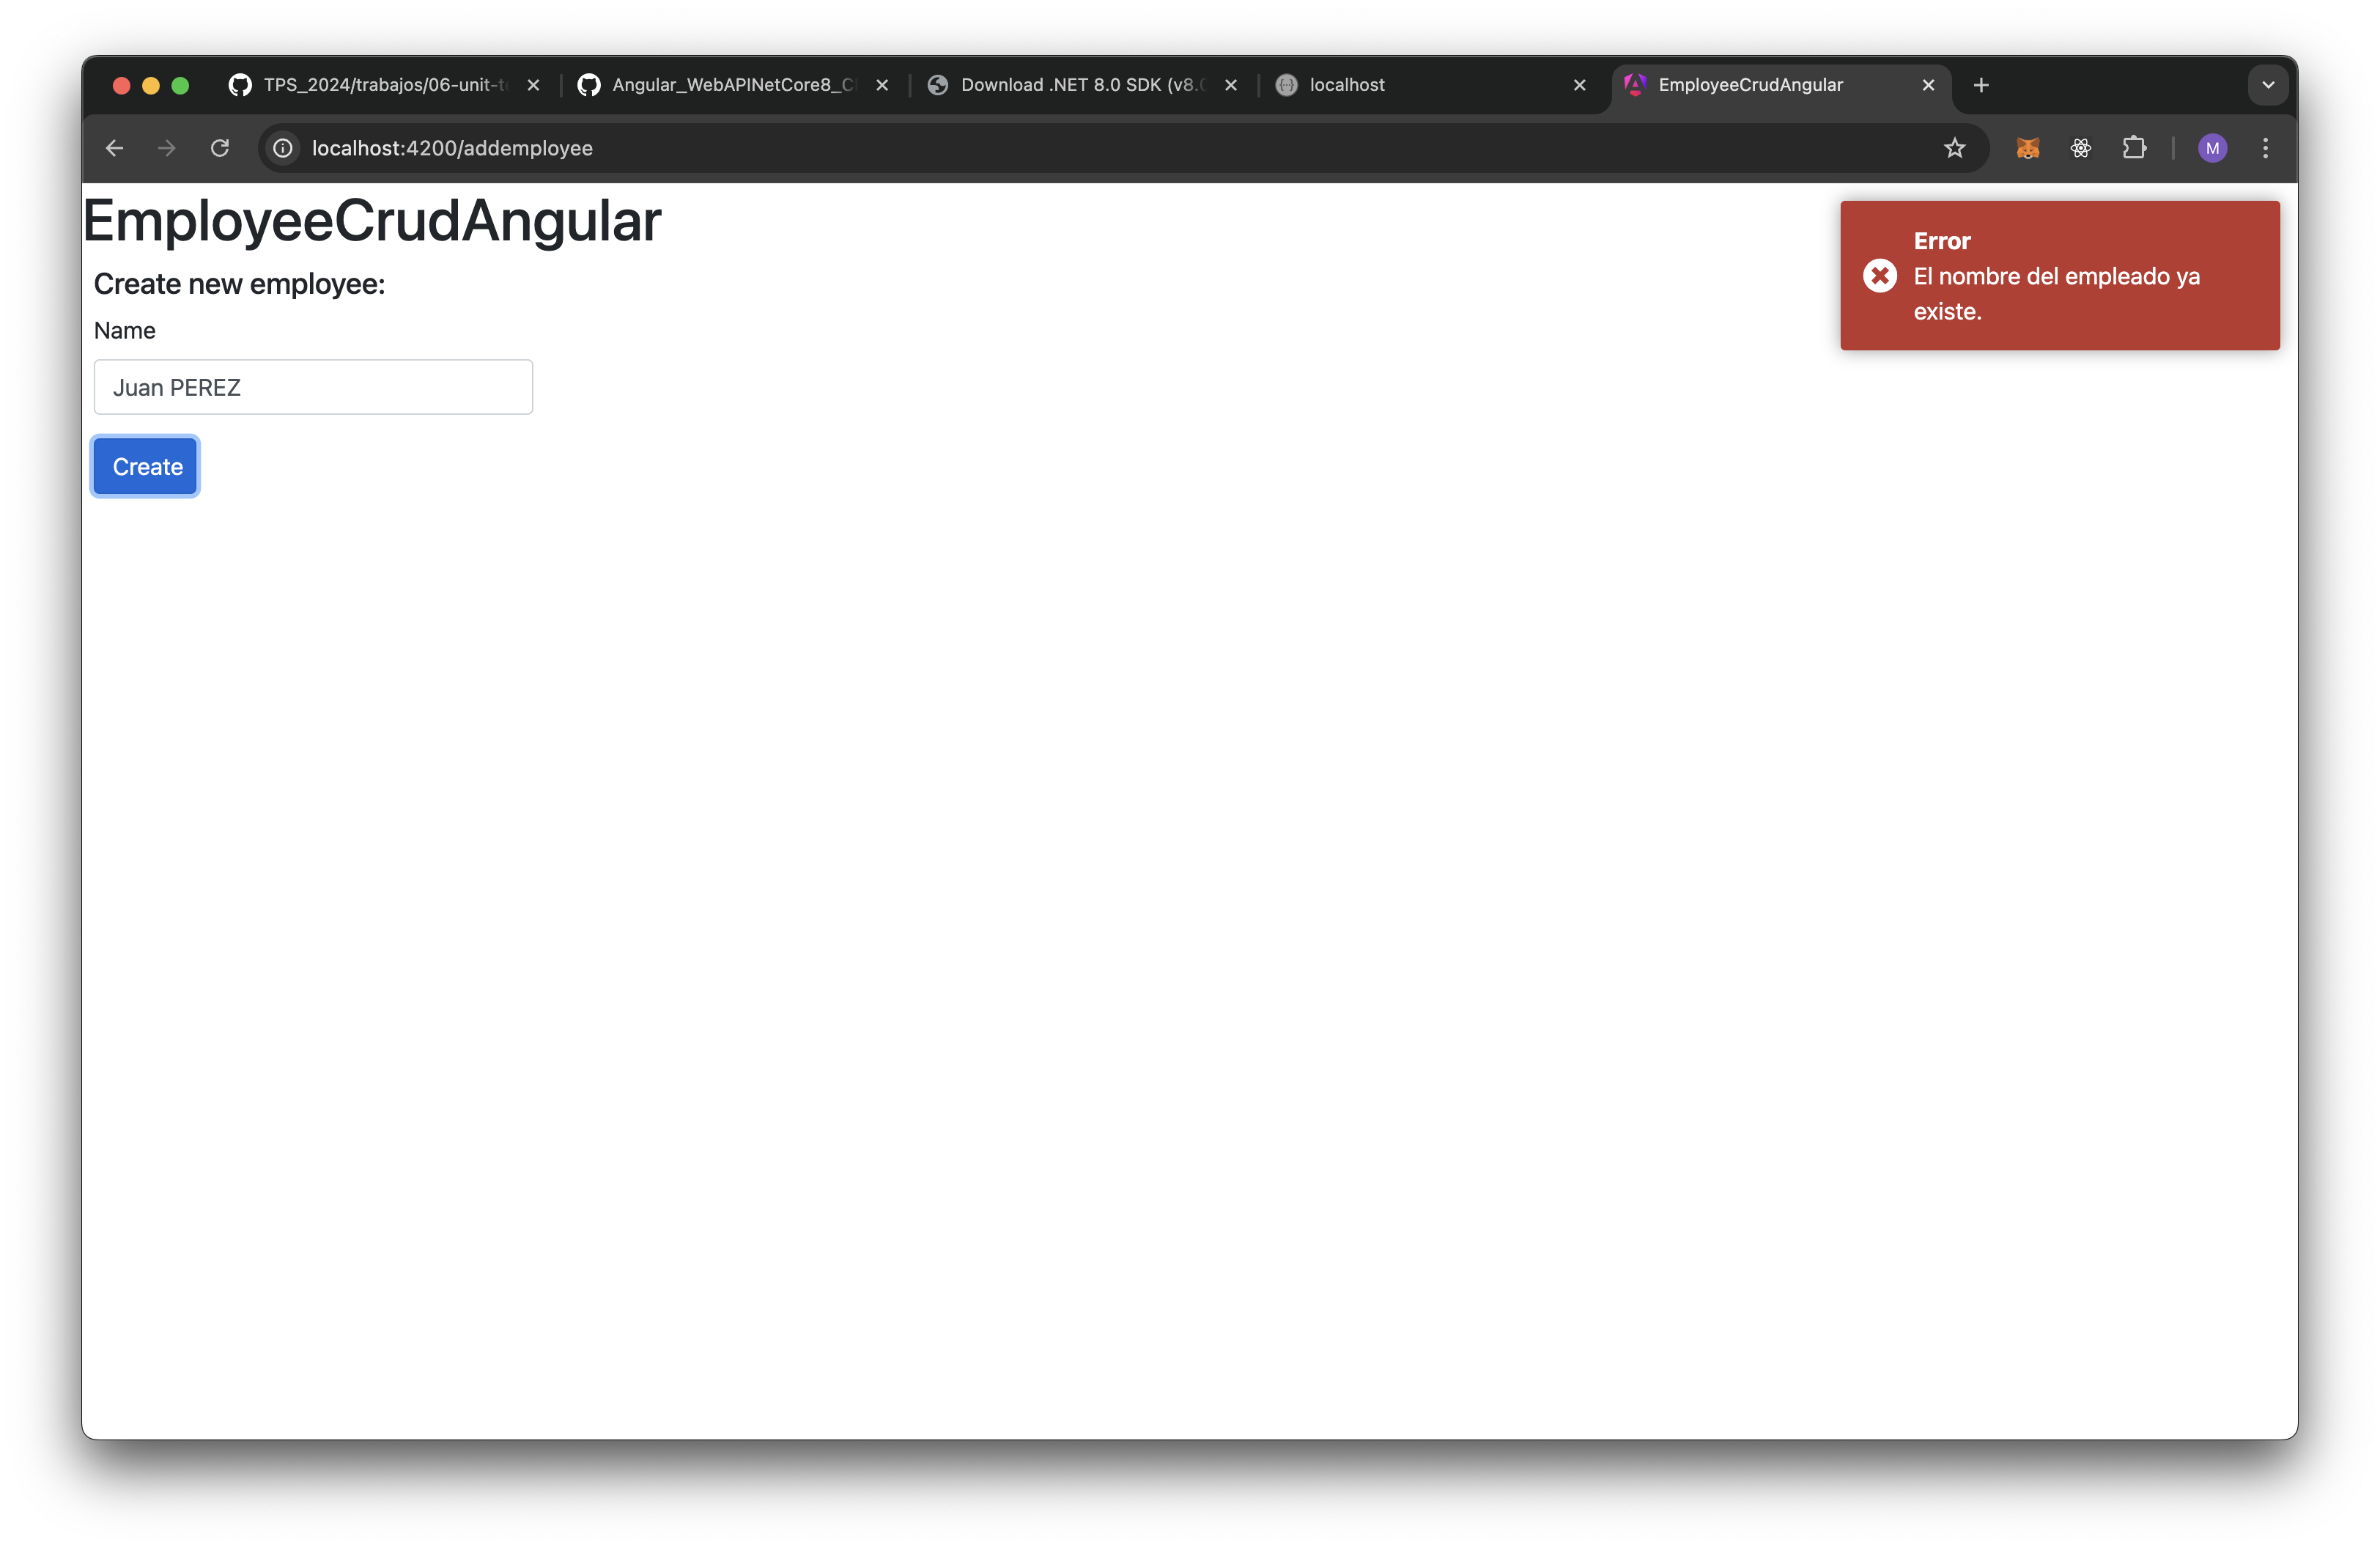 TPS_2024/trabajos/06-unit-te
Angular_WebAPINetCore8_C
Download .NET 8.0 SDK (v8.0
localhost
EmployeeCrudAngular
localhost:4200/addemployee
M
EmployeeCrudAngular
Create new employee:
Name
Juan PEREZ
Create
Error
El nombre del empleado ya
existe.